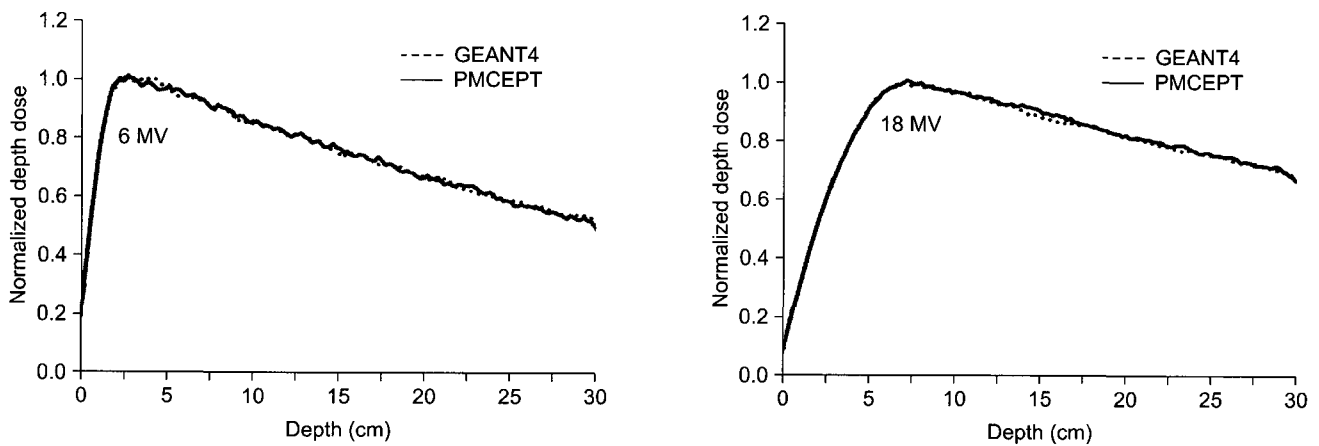 1.2
1.0
0.8
0.6
0.4
0.2
0.0
Normalized depth dose
GEANT4
PMCEPT
6 MV
0 5 10 15 20 25 30
Depth (cm)
1.2
1.0
0.8
0.6
0.4
0.2
0.0
Normalized depth dose
GEANT4
PMCEPT
18 MV
0 5 10 15 20 25 30
Depth (cm)